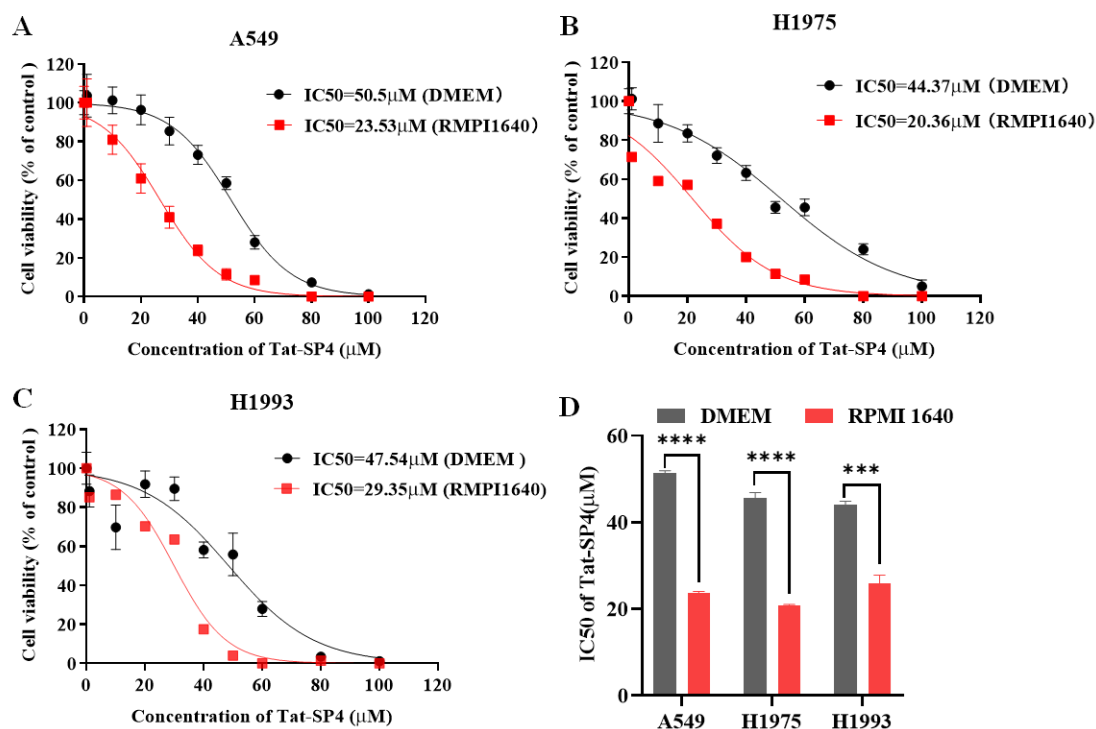 A
A549
Cell viability (% of control )
120
100
80
60
40
20
0
IC50=50.5μM (DMEM)
IC50=23.53μM (RMPI1640)
0 20 40 60 80 100 120
Concentration of Tat-SP4 (μM)
B
H1975
Cell viability (% of control )
120
100
80
60
40
20
0
IC50=44.37μM (DMEM)
IC50=20.36μM (RMPI1640)
0 20 40 60 80 100 120
Concentration of Tat-SP4 (μM)
C
H1993
Cell viability (% of control )
120
100
80
60
40
20
0
IC50=47.54μM (DMEM )
IC50=29.35μM (RMPI1640)
0 20 40 60 80 100 120
Concentration of Tat-SP4 (μM)
D
DMEM RPMI 1640
IC50 of Tat-SP4(μM)
60
40
20
0
**** **** ***
A549 H1975 H1993